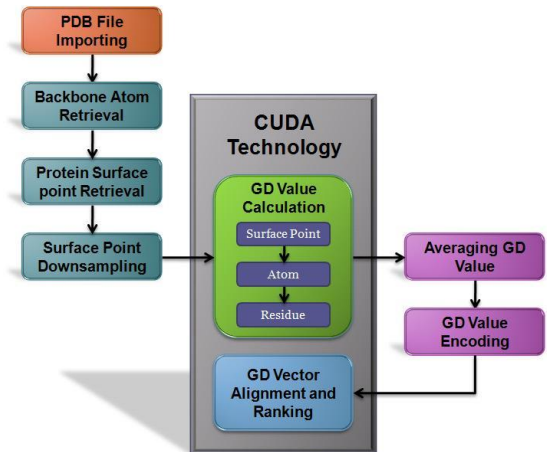 PDB File
Importing
Backbone Atom
Retrieval
Protein Surface
point Retrieval
Surface Point
Downsampling
CUDA
Technology
GD Value
Calculation
Surface Point
Atom
Residue
Averaging GD
Value
GD Value
Encoding
GD Vector
Alignment and
Ranking